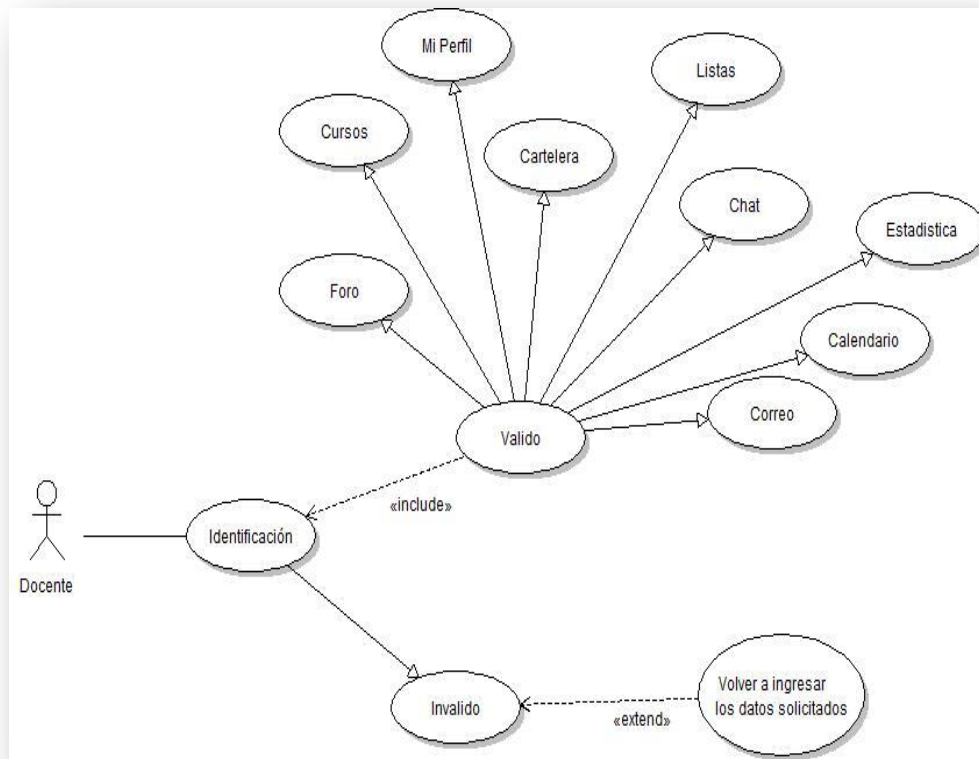 Mi Perfil
Listas
Cursos
Cartelera
Chat
Estadistica
Foro
Calendario
Correo
Valido
«include»
Identificación
Docente
Invalido
«extend»
Volver a ingresar
los datos solicitados